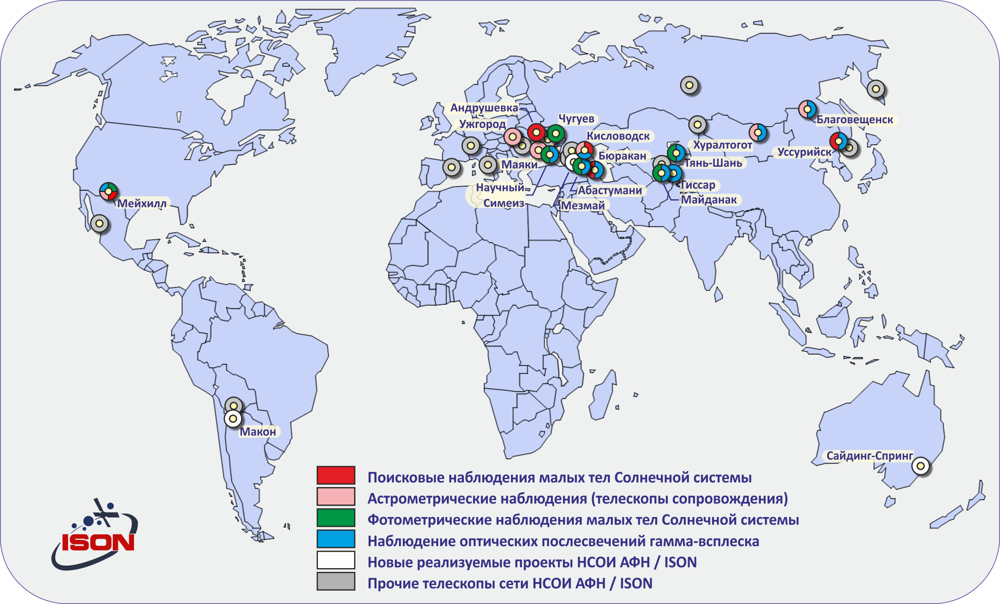 Андрушевка
Чугуев
Ужгород
Благовещенск
Кисловодск
Хуралтогот
Уссурийск
Бюракан
Маяки
Тянь-Шань
Научный
Симеиз
Абастумани
Гиссар
Майданак
Мезмай
Мейхилл
Макон
Сайдинг-Спринг
Поисковые наблюдения малых тел Солнечной системы
Астрометрические наблюдения (телескопы сопровождения)
Фотометрические наблюдения малых тел Солнечной системы
Наблюдение оптических послесвечений гамма-всплеска
Новые реализуемые проекты НСОИ АФН / ISON
Прочие телескопы сети НСОИ АФН / ISON
ISON